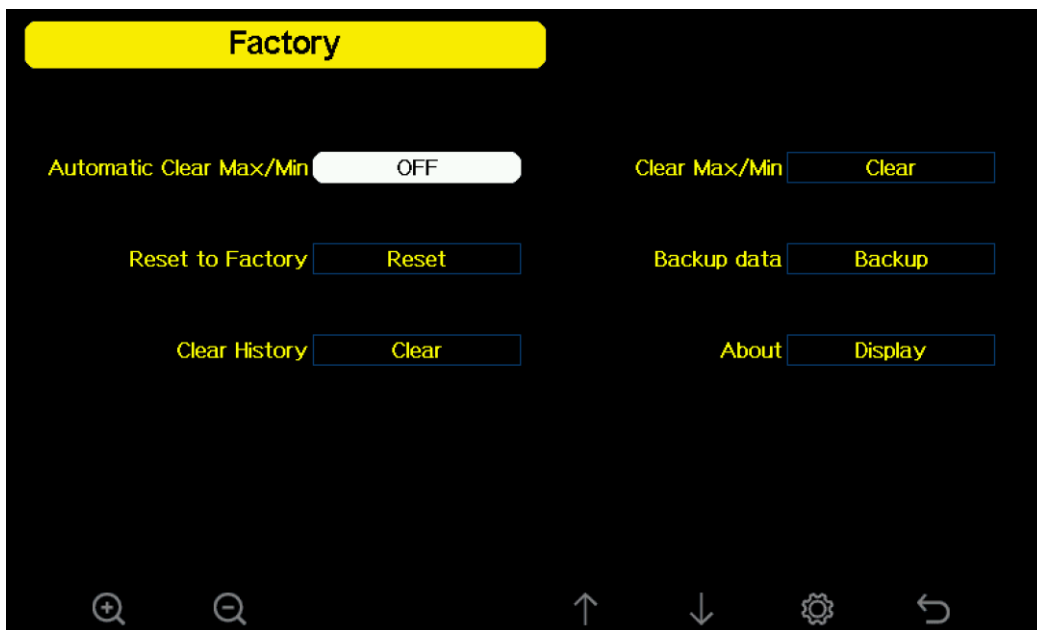 Factory
Automatic Clear Max/Min OFF Clear Max/Min Clear
Reset to Factory Reset Backup data Backup
Clear History Clear About Display